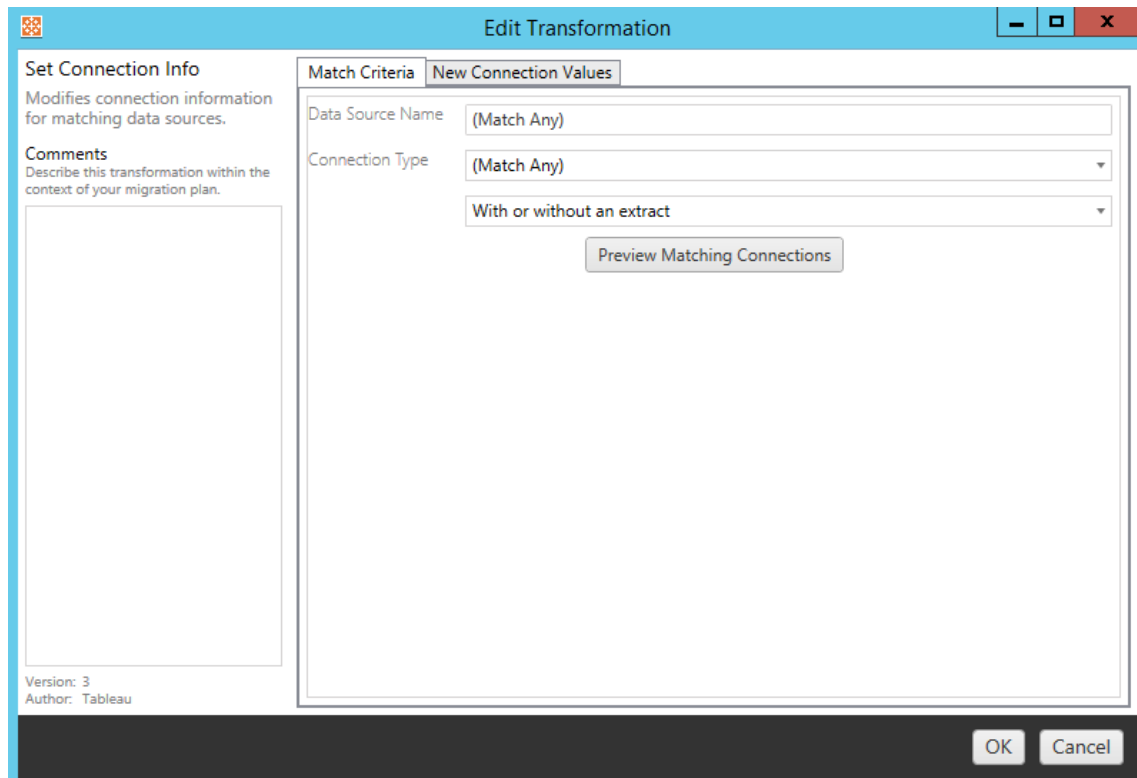 Edit Transformation
Set Connection Info
Modifies connection information
for matching data sources.
Comments
Describe this transformation within the
context of your migration plan.
Version: 3
Author: Tableau
Match Criteria
New Connection Values
Data Source Name
(Match Any)
Connection Type
(Match Any)
With or without an extract
Preview Matching Connections
OK
Cancel